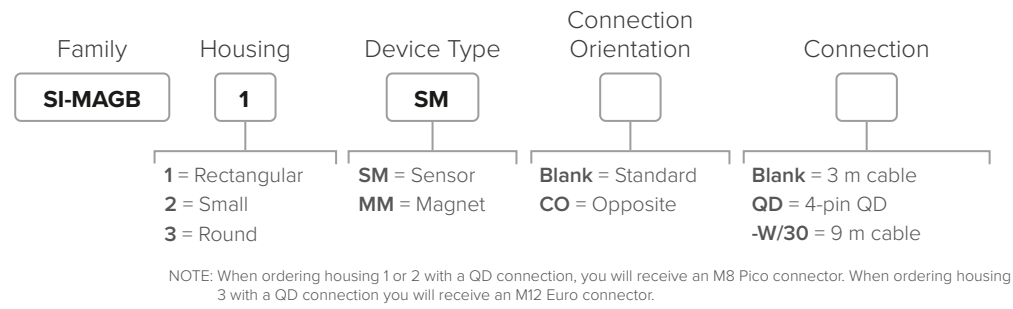 Family
Housing
Device Type
Connection
Orientation
Connection
SI-MAGB
1
SM
1 = Rectangular
2 = Small
3 = Round
SM = Sensor
MM = Magnet
Blank = Standard
CO = Opposite
Blank = 3 m cable
QD = 4-pin QD
-W/30 = 9 m cable
NOTE: When ordering housing 1 or 2 with a QD connection, you will receive an M8 Pico connector. When ordering housing
3 with a QD connection you will receive an M12 Euro connector.